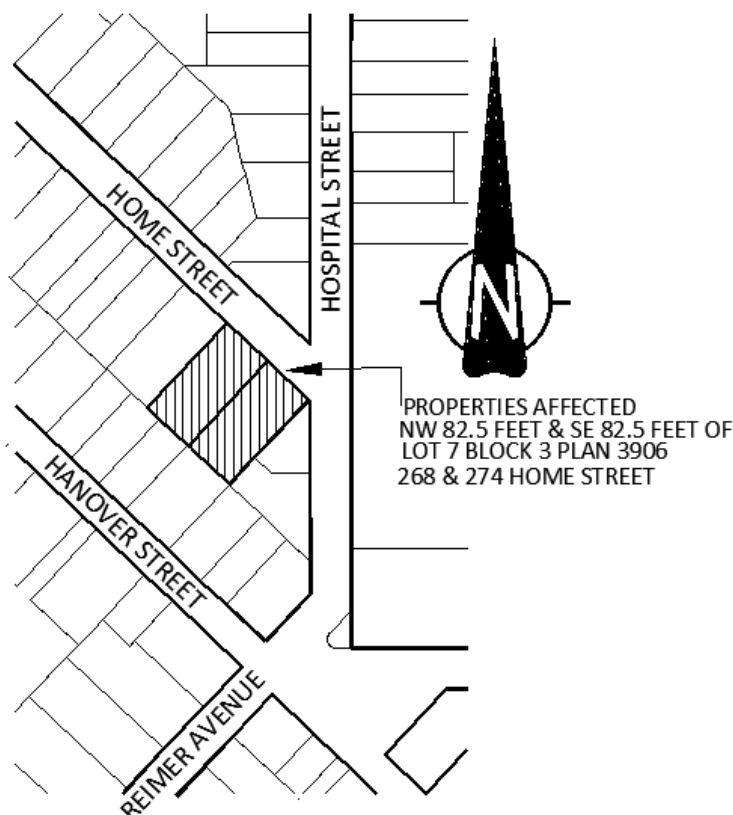 HOME STREET
HOSPITAL STREET
N
PROPERTIES AFFECTED
NW 82.5 FEET & SE 82.5 FEET OF
LOT 7 BLOCK 3 PLAN 3906
268 & 274 HOME STREET
HANOVER STREET
REIMER AVENUE